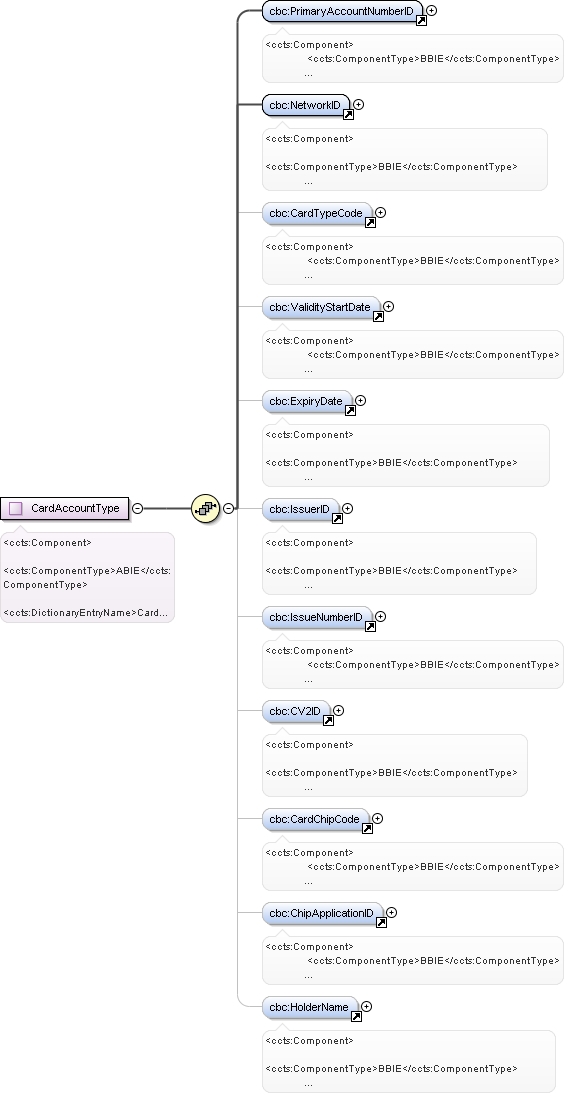 cbc:PrimaryAccountNumberID
<ccts:Component>
<ccts:ComponentType>BBIE</ccts:ComponentType>
...
cbc:NetworkID
<ccts:Component>
<ccts:ComponentType>BBIE</ccts:ComponentType>
...
cbc:CardTypeCode
<ccts:Component>
<ccts:ComponentType>BBIE</ccts:ComponentType>
...
cbc:ValidityStartDate
<ccts:Component>
<ccts:ComponentType>BBIE</ccts:ComponentType>
...
cbc:ExpiryDate
<ccts:Component>
<ccts:ComponentType>BBIE</ccts:ComponentType>
...
CardAccountType
<ccts:Component>
<ccts:ComponentType>ABIE</ccts:
ComponentType>
<ccts:DictionaryEntryName>Card...
cbc:IssuerID
<ccts:Component>
<ccts:ComponentType>BBIE</ccts:ComponentType>
...
cbc:IssueNumberID
<ccts:Component>
<ccts:ComponentType>BBIE</ccts:ComponentType>
...
cbc:CV2ID
<ccts:Component>
<ccts:ComponentType>BBIE</ccts:ComponentType>
...
cbc:CardChipCode
<ccts:Component>
<ccts:ComponentType>BBIE</ccts:ComponentType>
...
cbc:ChipApplicationID
<ccts:Component>
<ccts:ComponentType>BBIE</ccts:ComponentType>
...
cbc:HolderName
<ccts:Component>
<ccts:ComponentType>BBIE</ccts:ComponentType>
...